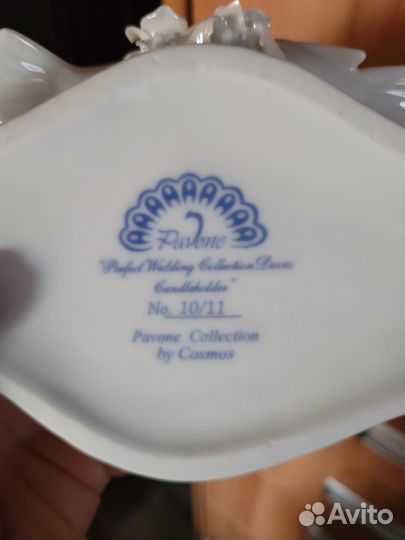 Pavone
"Perfect Wedding Collection Doves
Candleholder"
No. 10/11
Pavone Collection
by Cosmos
Avito